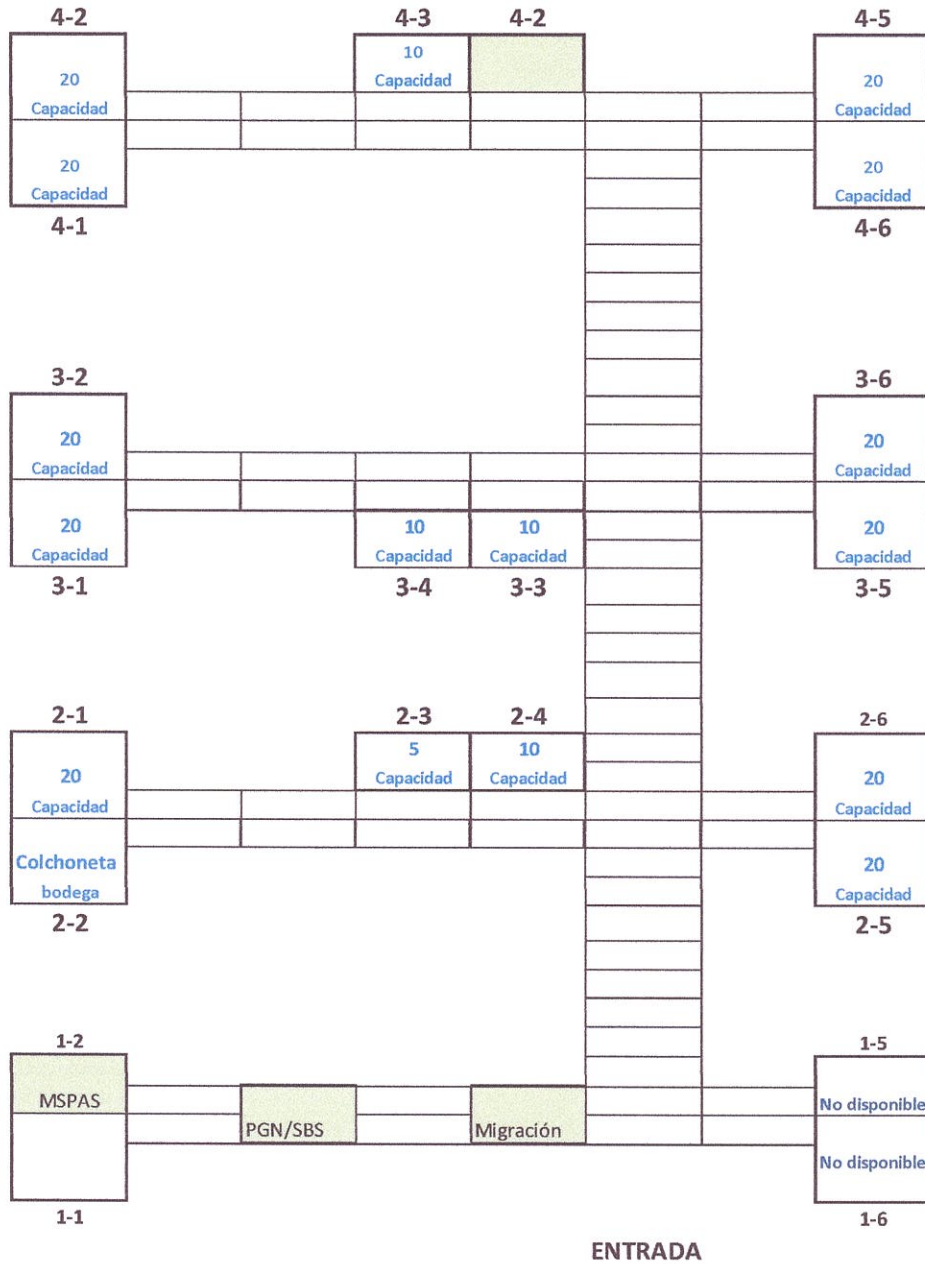 4-2 4-3 4-2 4-5
10
20 Capacidad 20
Capacidad Capacidad
20 20
Capacidad Capacidad
4-1 4-6
3-2 3-6
20 20
Capacidad Capacidad
20 10 10 20
Capacidad Capacidad Capacidad Capacidad
3-1 3-4 3-3 3-5
2-1 2-3 2-4 2-6
5 10
20 Capacidad Capacidad 20
Capacidad Capacidad
Colchoneta 20
bodega Capacidad
2-2 2-5
1-2 1-5
MSPAS No disponible
PGN/SBS Migración
No disponible
1-1 1-6
ENTRADA